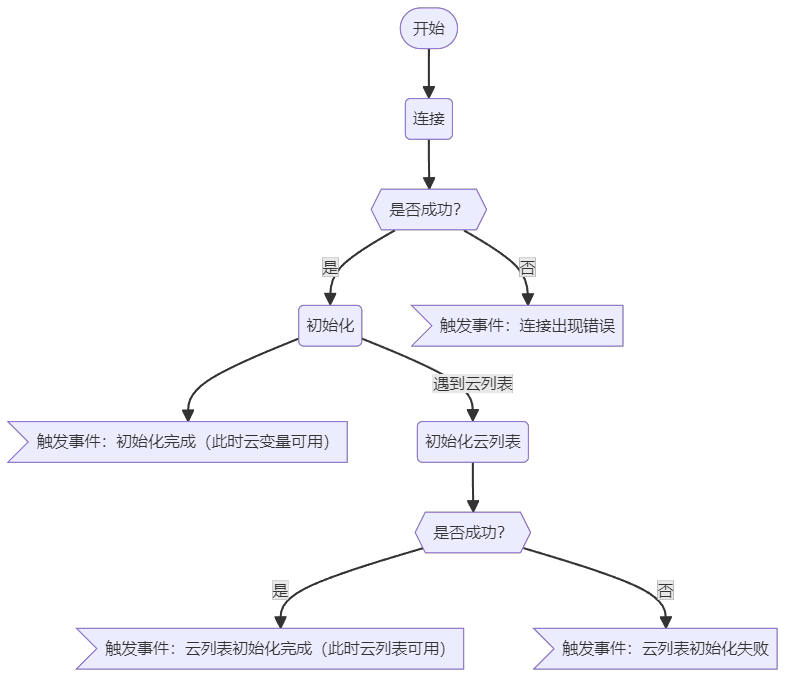 开始
连接
是否成功？
是
否
初始化
触发事件：连接出现错误
遇到云列表
触发事件：初始化完成（此时云变量可用）
初始化云列表
是否成功？
是
否
触发事件：云列表初始化完成（此时云列表可用）
触发事件：云列表初始化失败